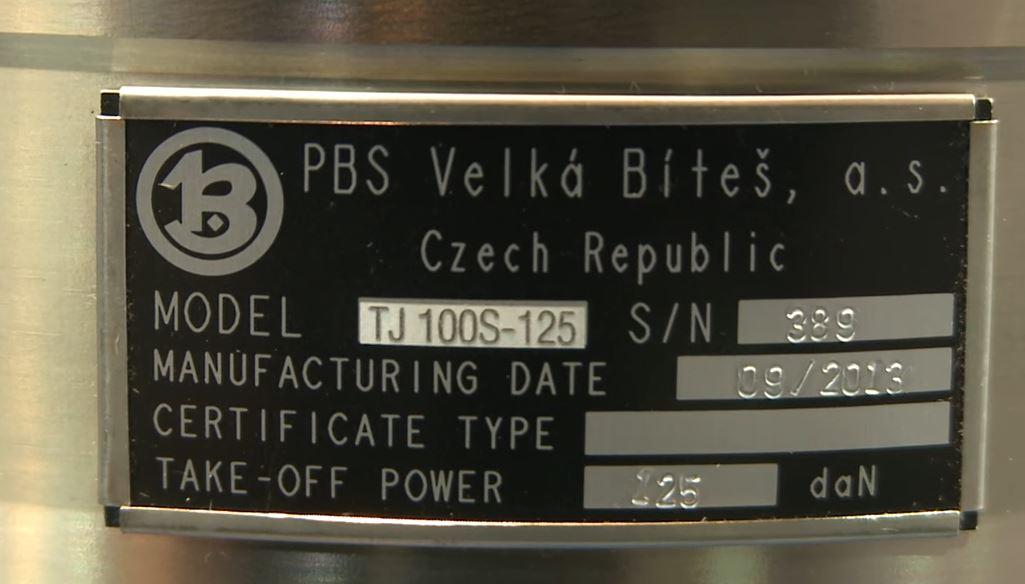 PBS Velká Bíteš, a.s.
Czech Republic
MODEL TJ 100S-125 S/N 389
MANUFACTURING DATE 09/2013
CERTIFICATE TYPE
TAKE-OFF POWER 125 daN